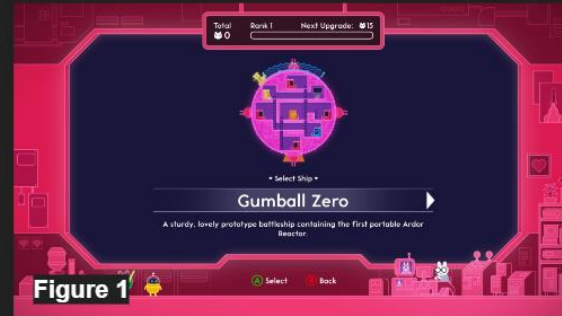 Total Rank 1 Next Upgrade: 15
0
• Select Ship •
Gumball Zero
A sturdy, lovely prototype battleship containing the first portable Ardor
Reactor.
A Select B Back
Figure 1